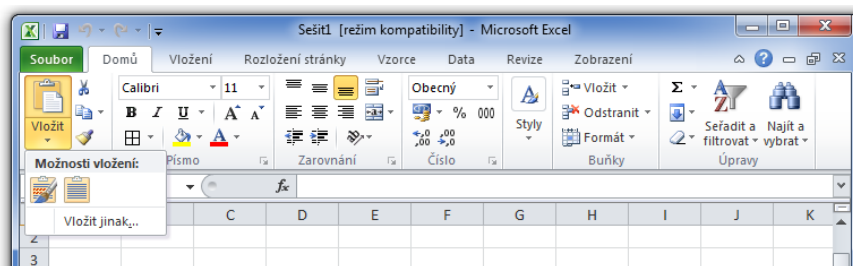 Sešit1 [režim kompatibility] - Microsoft Excel
Soubor Domů Vložení Rozložení stránky Vzorce Data Revize Zobrazení
Calibri 11 Obecný Vložit Σ
B I U A A % 000 Odstranit
Vložit A Styly Formát Seřadit a filtrovat Najít a vybrat
Písmo Zarovnání Číslo Buňky Úpravy
Možnosti vložení:
fx
Vložit jinak...
C D E F G H I J K
2
3